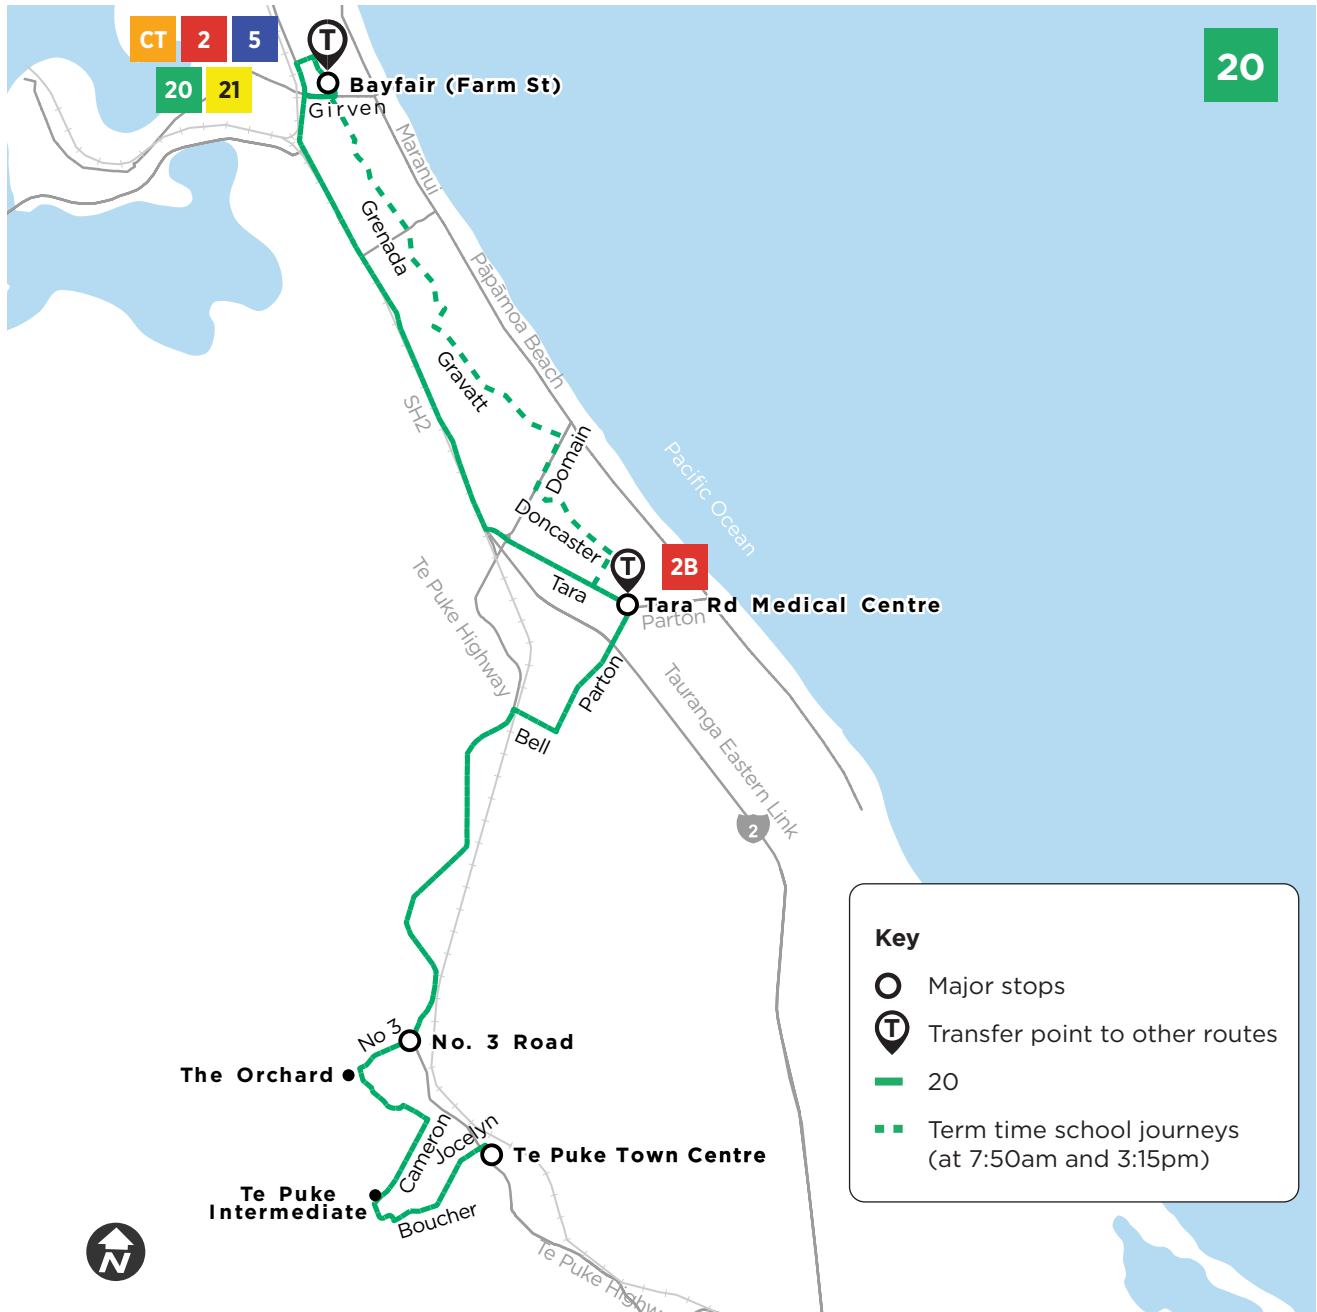 CT 2 5
20 21
T
Bayfair (Farm St)
Girven
20
Maranui
Grenada
Pāpāmoa Beach
Gravatt
SH2
Domain
Pacific Ocean
Doncaster
T
2B
Te Puke Highway
Tara
Tara Rd Medical Centre
Parton
Parton
Tauranga Eastern Link
Bell
2
No 3
No. 3 Road
The Orchard
Cameron
Jocelyn
Te Puke Town Centre
Te Puke
Intermediate
Boucher
Te Puke Highw
N
Key
Major stops
T
Transfer point to other routes
20
Term time school journeys
(at 7:50am and 3:15pm)